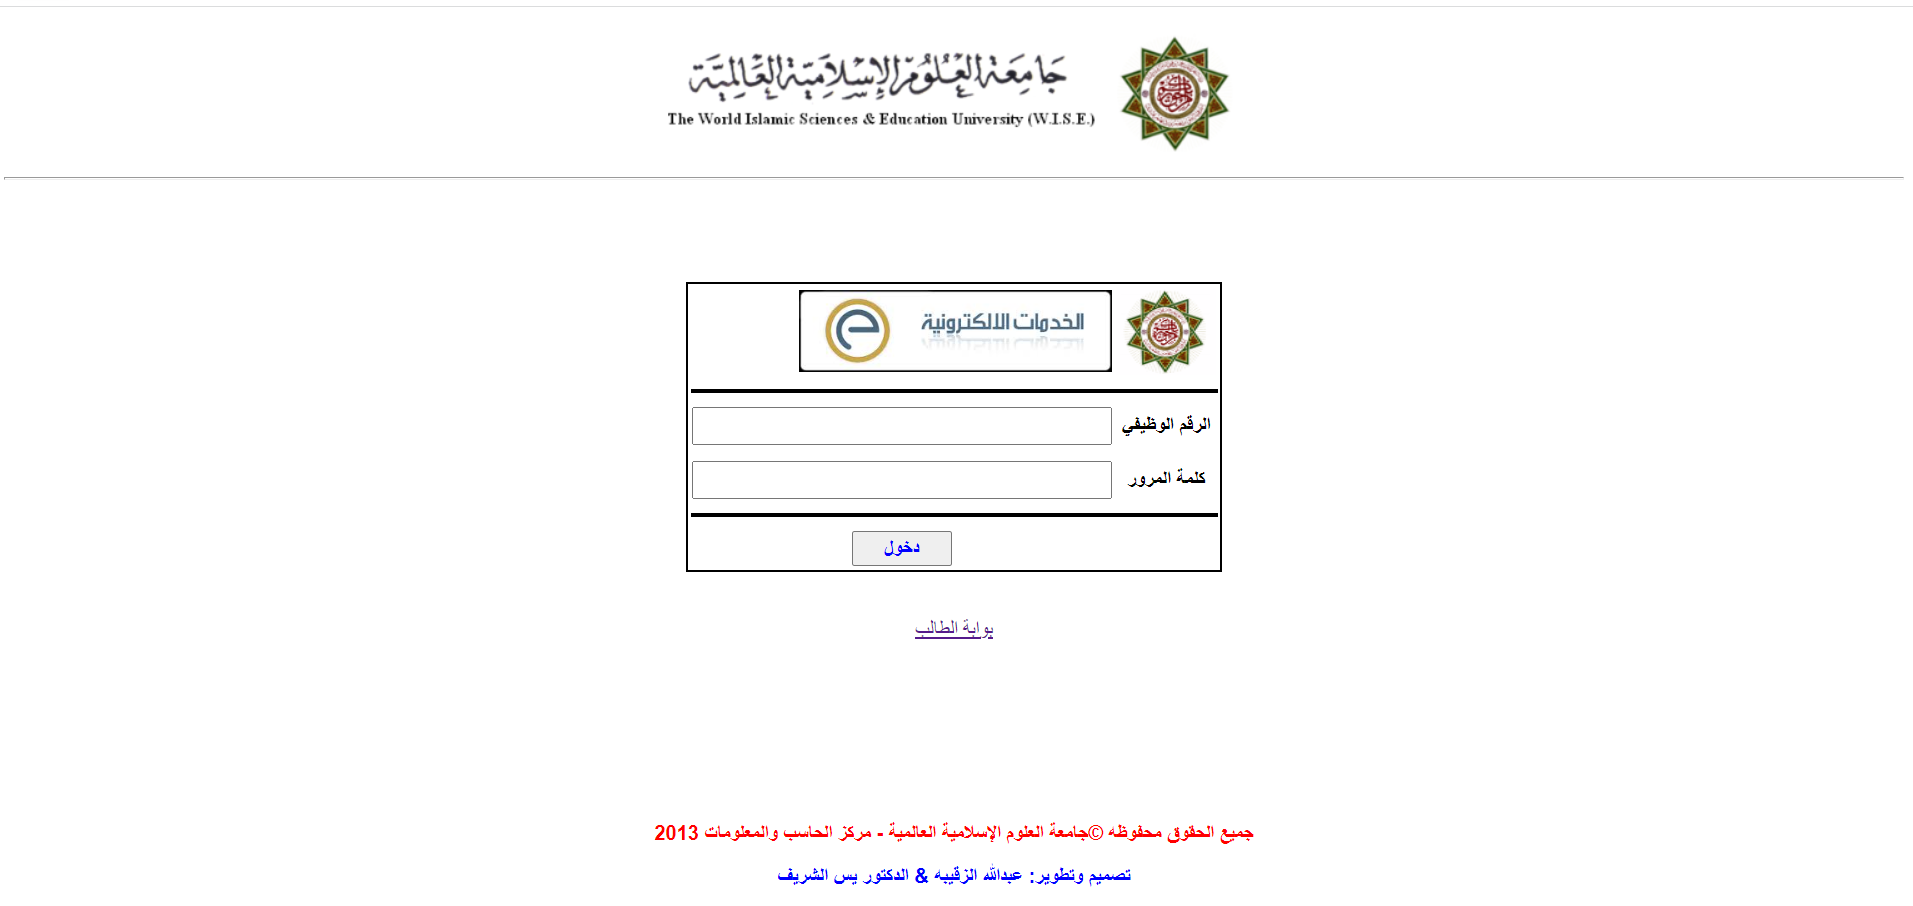 جامعة العلوم الإسلامية العالمية
The World Islamic Sciences & Education University (W.I.S.E.)
الخدمات الالكترونية
الرقم الوظيفي
كلمة المرور
دخول
بوابة الطالب
جميع الحقوق محفوظه ©جامعة العلوم الإسلامية العالمية - مركز الحاسب والمعلومات 2013
تصميم وتطوير: عبدالله الزقيبه & الدكتور يس الشريف